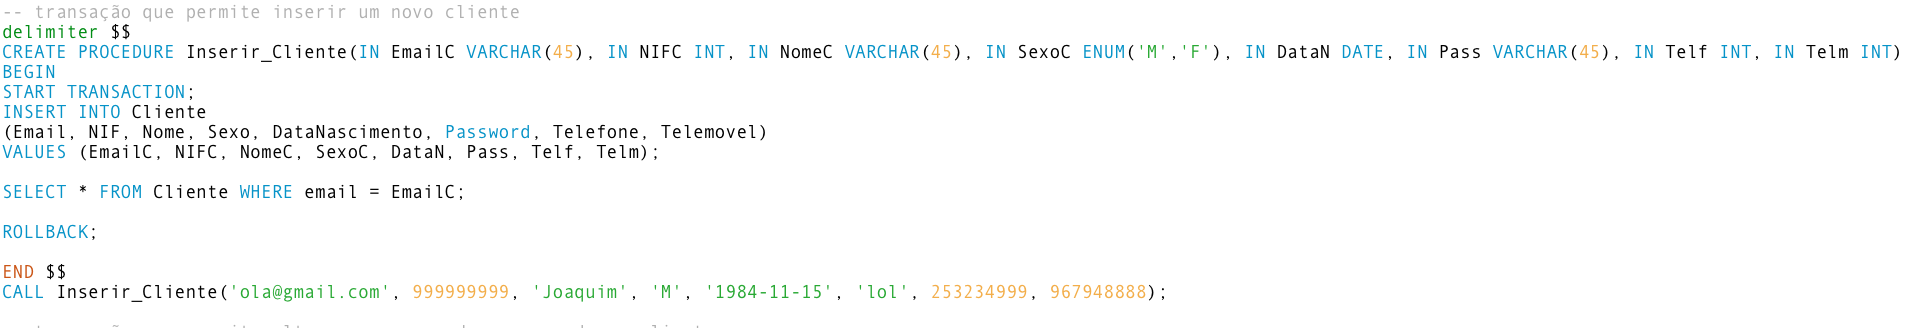 -- transação que permite inserir um novo cliente
delimiter $$
CREATE PROCEDURE Inserir_Cliente(IN EmailC VARCHAR(45), IN NIFC INT, IN NomeC VARCHAR(45), IN SexoC ENUM('M','F'), IN DataN DATE, IN Pass VARCHAR(45), IN Telf INT, IN Telm INT)
BEGIN
START TRANSACTION;
INSERT INTO Cliente
(Email, NIF, Nome, Sexo, DataNascimento, Password, Telefone, Telemovel)
VALUES (EmailC, NIFC, NomeC, SexoC, DataN, Pass, Telf, Telm);
SELECT * FROM Cliente WHERE email = EmailC;
ROLLBACK;
END $$
CALL Inserir_Cliente('ola@gmail.com', 999999999, 'Joaquim', 'M', '1984-11-15', 'lol', 253234999, 967948888);